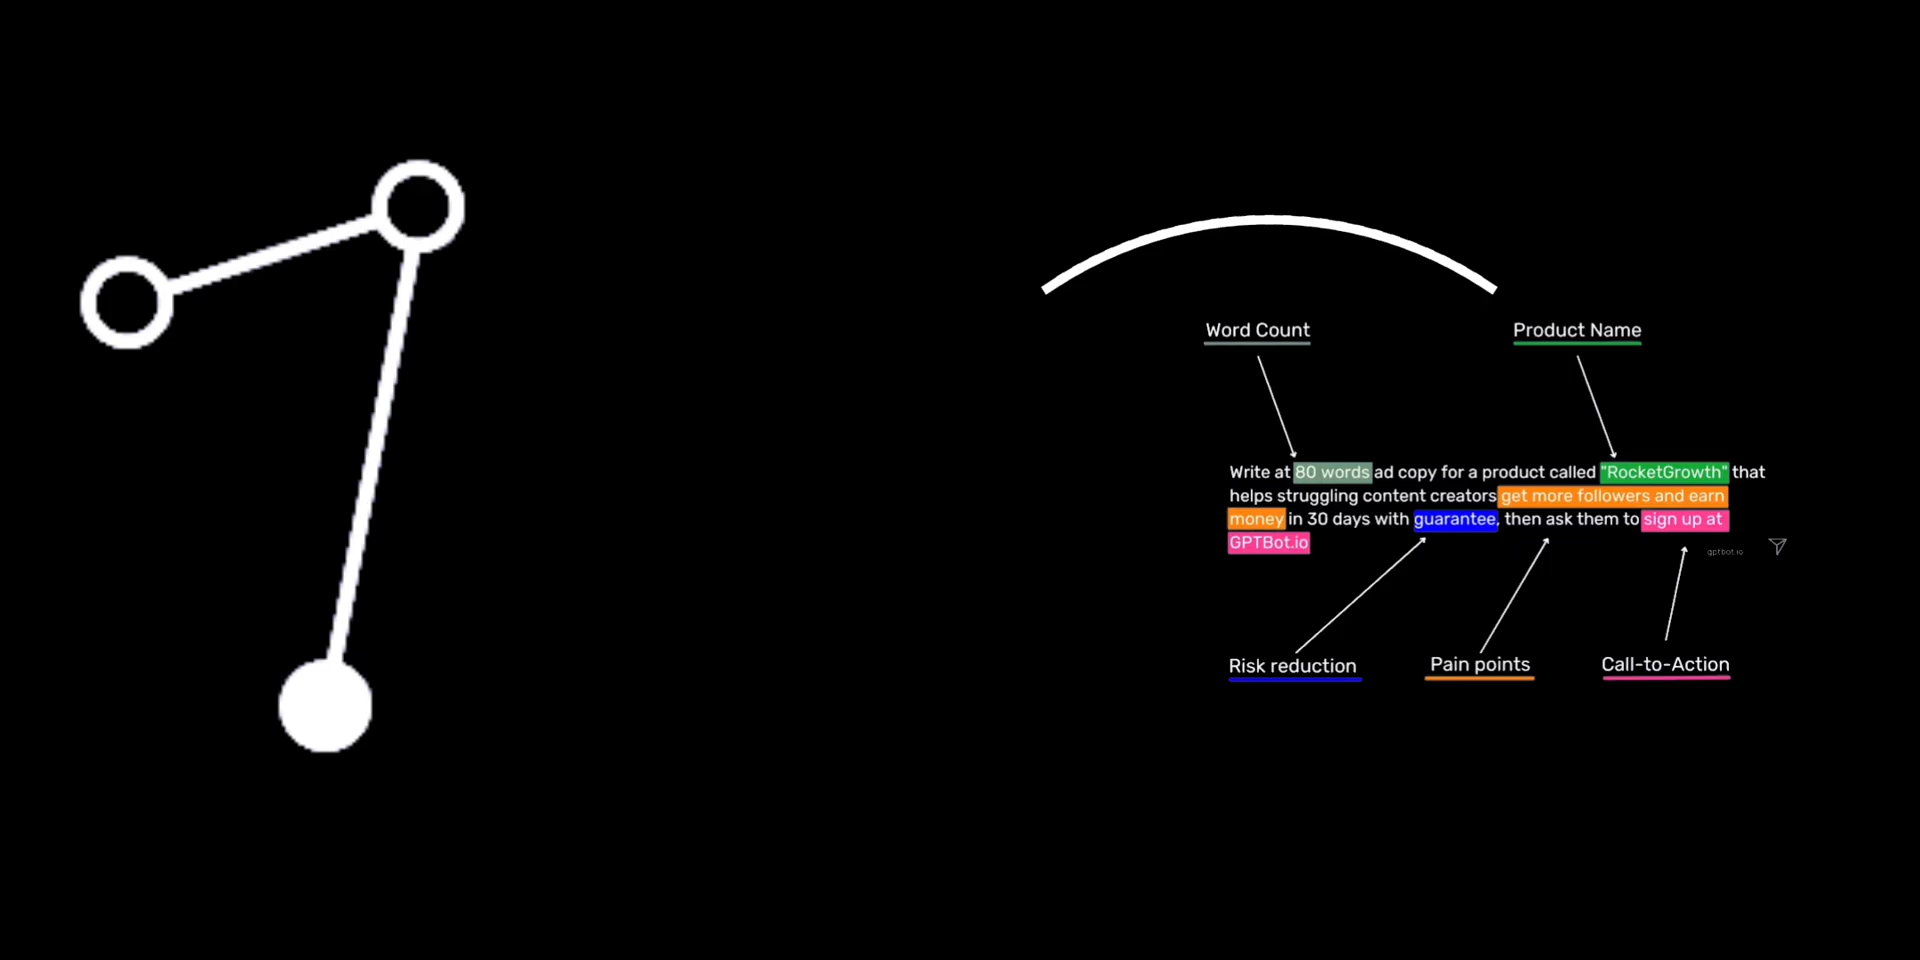 Word Count
Product Name
Write at 80 words ad copy for a product called "RocketGrowth" that
helps struggling content creators get more followers and earn
money in 30 days with guarantee, then ask them to sign up at
GPTBot.io
gptbot.io
Risk reduction
Pain points
Call-to-Action